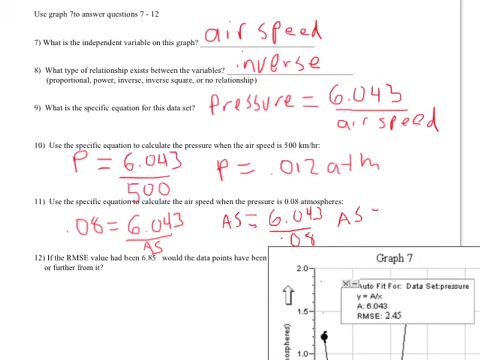 Use graph 7to answer questions 7 - 12
7) What is the independent variable on this graph? air speed
8) What type of relationship exists between the variables? inverse
(proportional, power, inverse, inverse square, or no relationship)
9) What is the specific equation for this data set? Pressure = 6.043 / air speed
10) Use the specific equation to calculate the pressure when the air speed is 500 km/hr:
P = 6.043 / 500 P = .012 atm
11) Use the specific equation to calculate the air speed when the pressure is 0.08 atmospheres:
.08 = 6.043 / AS AS = 6.043 / .08 AS =
12) If the RMSE value had been 6.85 would the data points have been
or further from it?
Graph 7
2.0
Auto Fit For: Data Set:pressure
y = A/x
A: 6.043
RMSE: 2.45
1.5
1.0